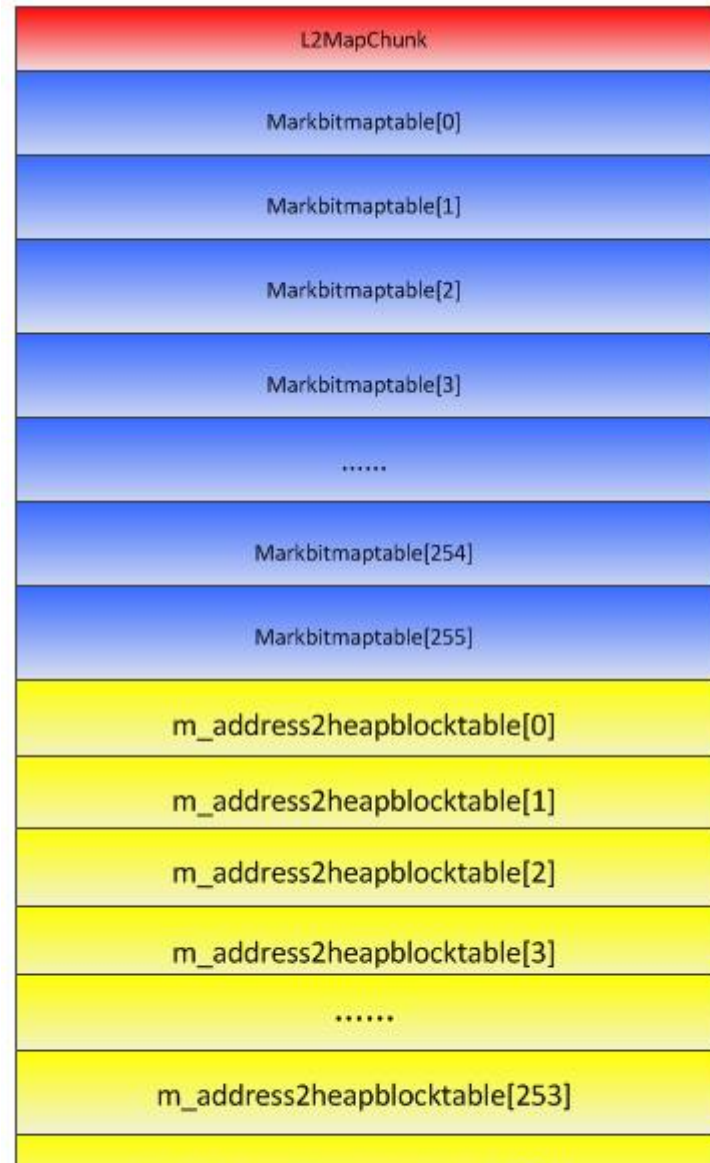 L2MapChunk
Markbitmaptable[0]
Markbitmaptable[1]
Markbitmaptable[2]
Markbitmaptable[3]
......
Markbitmaptable[254]
Markbitmaptable[255]
m_address2heapblocktable[0]
m_address2heapblocktable[1]
m_address2heapblocktable[2]
m_address2heapblocktable[3]
......
m_address2heapblocktable[253]